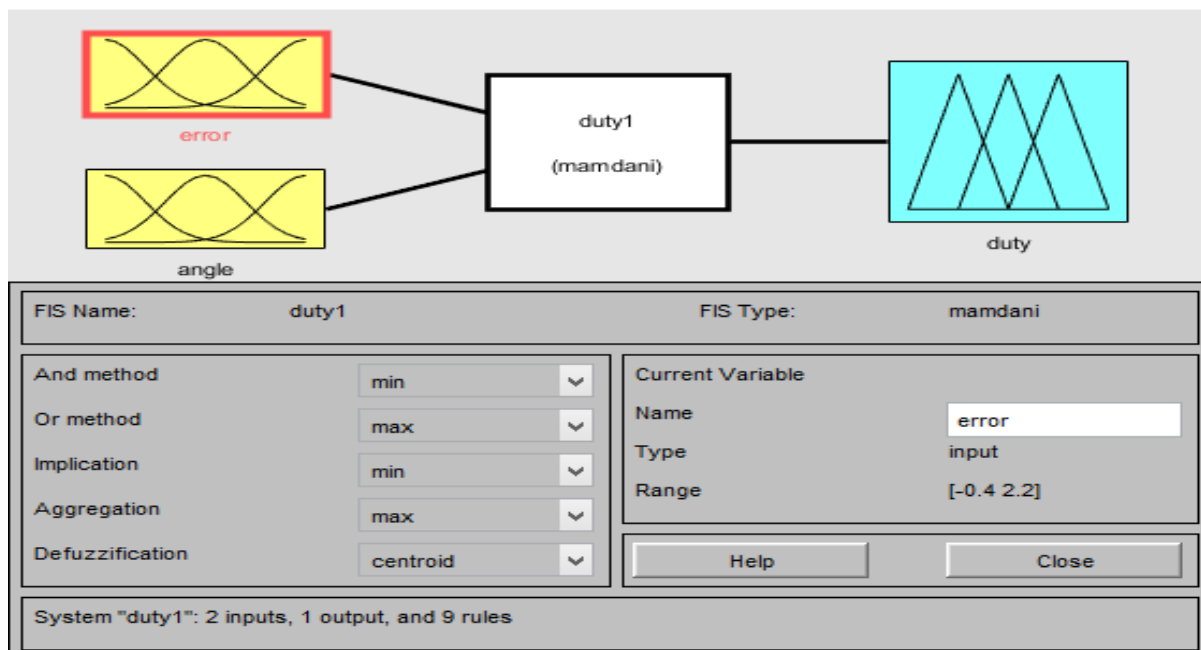 error
angle
duty1
(mamdani)
duty
FIS Name: duty1 FIS Type: mamdani
And method min
Or method max
Implication min
Aggregation max
Defuzzification centroid
Current Variable
Name error
Type input
Range [-0.4 2.2]
Help Close
System "duty1": 2 inputs, 1 output, and 9 rules